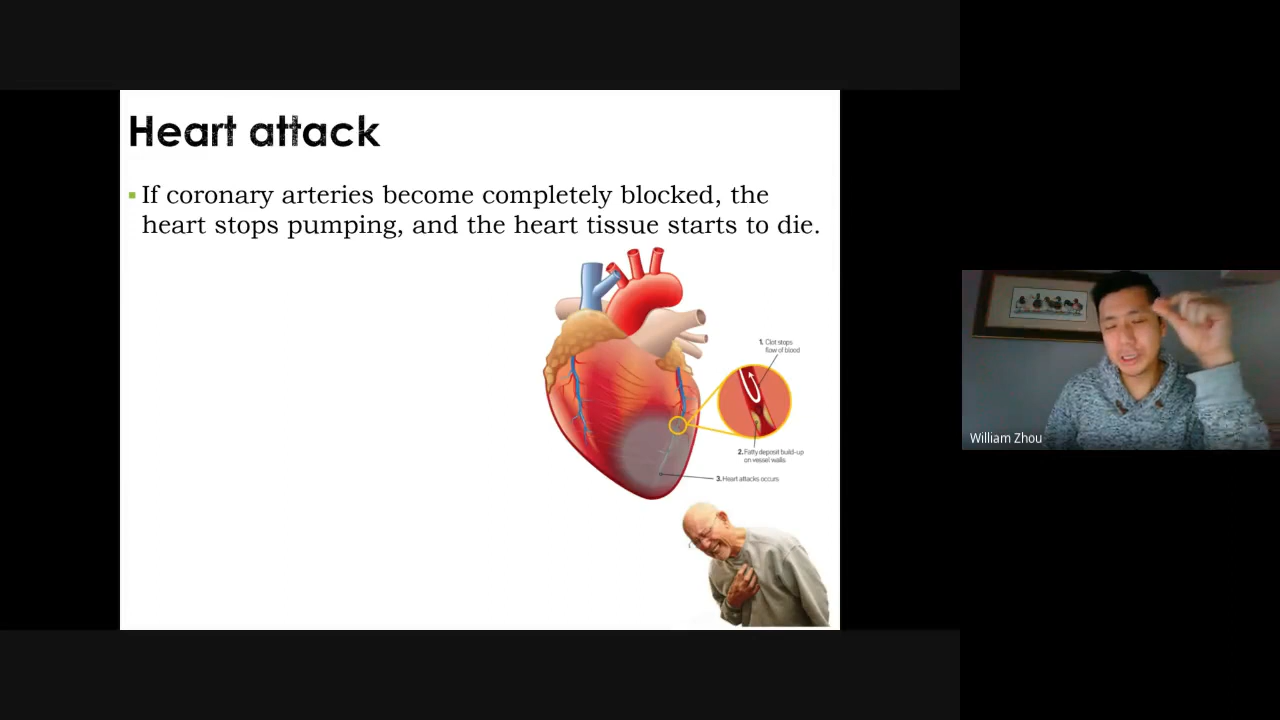 Heart attack
▪ If coronary arteries become completely blocked, the
heart stops pumping, and the heart tissue starts to die.
1. Clot stops
flow of blood
2. Fatty deposit build-up
on vessel walls
3. Heart attacks occurs
William Zhou